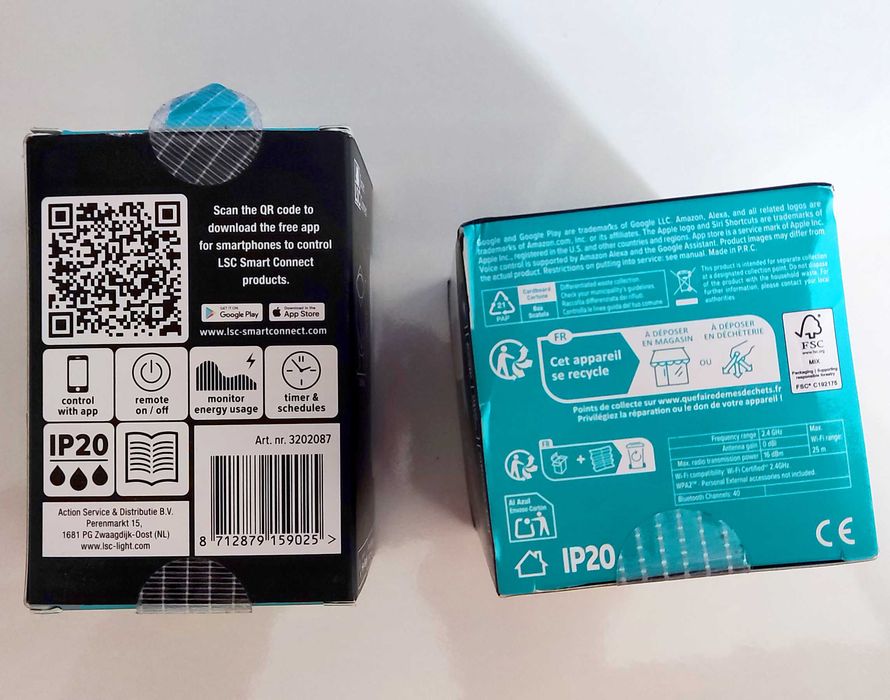 Scan the QR code to
download the free app
for smartphones to control
LSC Smart Connect
products.
GET IT ON
Google Play
Download on the
App Store
www.lsc-smartconnect.com
control
with app
remote
on / off
monitor
energy usage
timer &
schedules
IP20
Art. nr. 3202087
8 712879 159025 >
Action Service & Distributie B.V.
Perenmarkt 15,
1681 PG Zwaagdijk-Oost (NL)
www.lsc-light.com
Google and Google Play are trademarks of Google LLC. Amazon, Alexa, and all related logos are
trademarks of Amazon.com, Inc. or its affiliates. The Apple logo and Siri Shortcuts are trademarks of
Apple Inc., registered in the U.S. and other countries and regions. App store is a service mark of Apple Inc.
Voice control is supported by Amazon Alexa and the Google Assistant. Product images may differ from
the actual product. Restrictions on putting into service: see manual. Made in P.R.C.
21
PAP
Cardboard
Cartone
Box
Scatola
Differentiated waste collection.
Check your municipality's guidelines.
Raccolta differenziata dei rifiuti.
Controlla le linee guida del tuo comune
This product is intended for separate collection
at a designated collection point. Do not dispose
of the product with the household waste. For
further information, please contact your local
authorities
FR
Cet appareil
se recycle
À DÉPOSER
EN MAGASIN
OU
À DÉPOSER
EN DÉCHÈTERIE
Points de collecte sur www.quefairedemesdechets.fr
Privilégiez la réparation ou le don de votre appareil !
FSC
www.fsc.org
MIX
Packaging | Supporting
responsible forestry
FSC® C192175
FR
+
Frequency range 2.4 GHz
Antenna gain 0 dBi
Max. radio transmission power 16 dBm
Max.
Wi-Fi range:
25 m
Wi-Fi compatibility: Wi-Fi Certified™ 2.4GHz
WPA2™ - Personal External accessories not included.
Bluetooth Channels: 40
Al Azul
Envase Cartón
IP20
CE